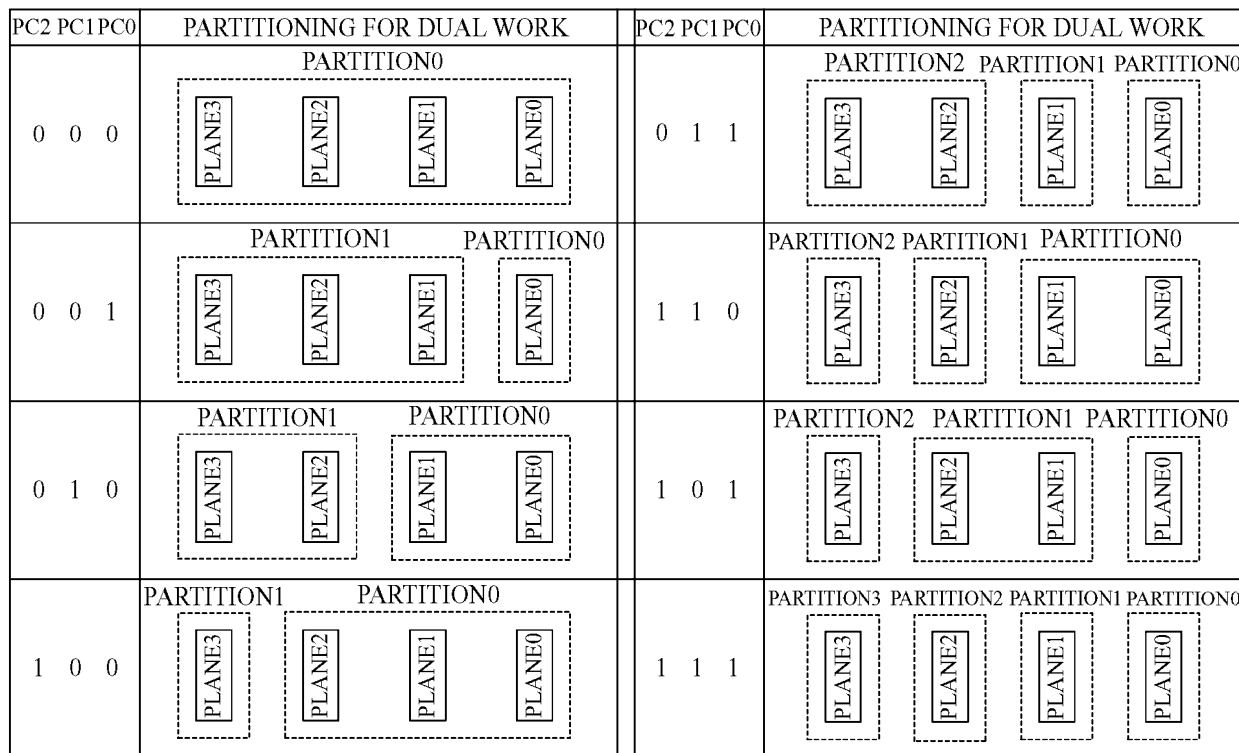 PC2 PC1 PC0 PARTITIONING FOR DUAL WORK PC2 PC1 PC0 PARTITIONING FOR DUAL WORK
PARTITION0 PARTITION2 PARTITION1 PARTITION0
0 0 0 PLANE3 PLANE2 PLANE1 PLANE0 0 1 1 PLANE3 PLANE2 PLANE1 PLANE0
PARTITION1 PARTITION0 PARTITION2 PARTITION1 PARTITION0
0 0 1 PLANE3 PLANE2 PLANE1 PLANE0 1 1 0 PLANE3 PLANE2 PLANE1 PLANE0
PARTITION1 PARTITION0 PARTITION2 PARTITION1 PARTITION0
0 1 0 PLANE3 PLANE2 PLANE1 PLANE0 1 0 1 PLANE3 PLANE2 PLANE1 PLANE0
PARTITION1 PARTITION0 PARTITION3 PARTITION2 PARTITION1 PARTITION0
1 0 0 PLANE3 PLANE2 PLANE1 PLANE0 1 1 1 PLANE3 PLANE2 PLANE1 PLANE0